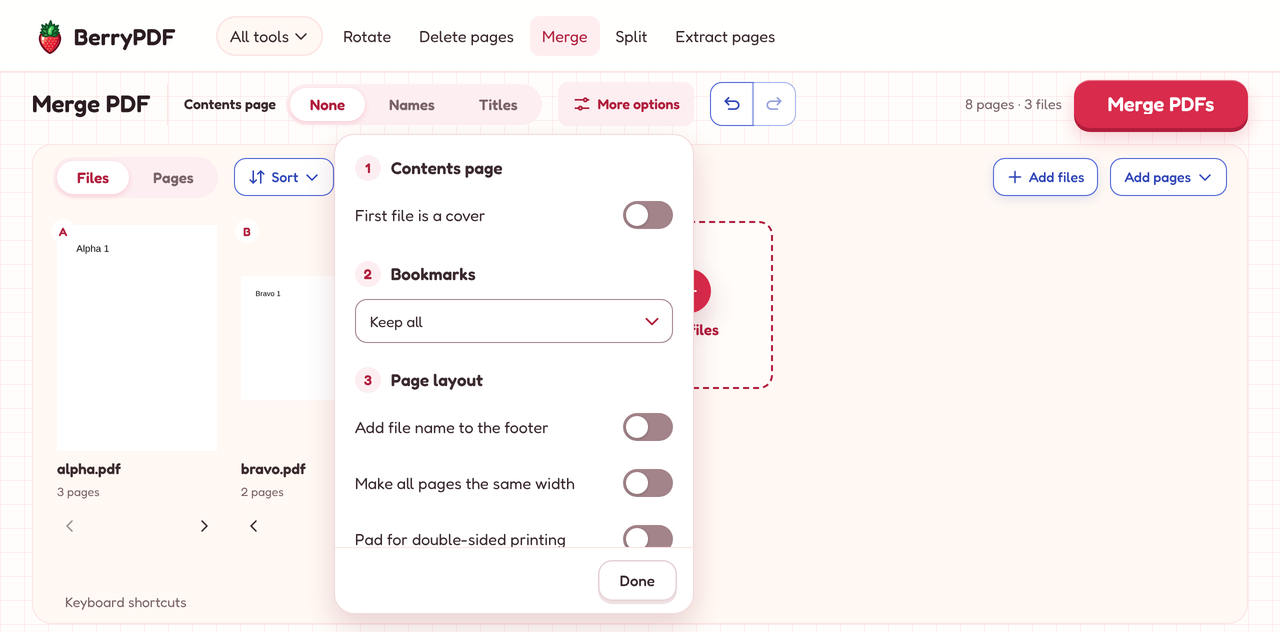 BerryPDF
All tools
Rotate
Delete pages
Merge
Split
Extract pages
Merge PDF
Contents page
None
Names
Titles
More options
8 pages · 3 files
Merge PDFs
Files
Pages
Sort
Add files
Add pages
A
Alpha 1
alpha.pdf
3 pages
B
Bravo 1
bravo.pdf
2 pages
1 Contents page
First file is a cover
2 Bookmarks
Keep all
3 Page layout
Add file name to the footer
Make all pages the same width
Pad for double-sided printing
Done
files
Keyboard shortcuts